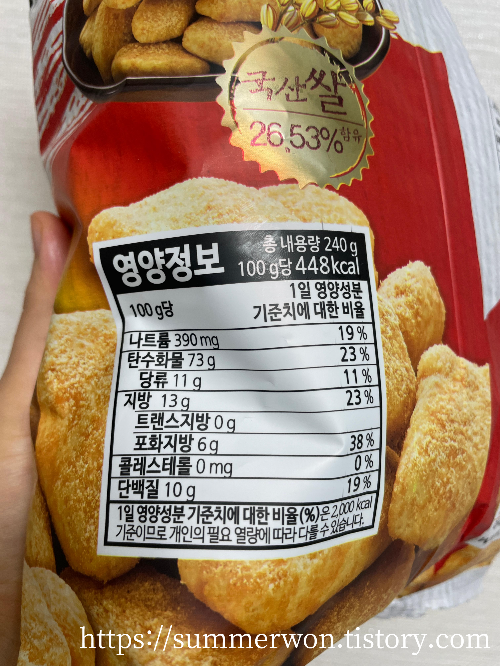 국산쌀
26.53% 함유
영양정보
총 내용량 240 g
100 g당 448 kcal
100 g당
1일 영양성분
기준치에 대한 비율
나트륨 390 mg 19 %
탄수화물 73 g 23 %
당류 11 g 11 %
지방 13 g 23 %
트랜스지방 0 g
포화지방 6 g 38 %
콜레스테롤 0 mg 0 %
단백질 10 g 19 %
1일 영양성분 기준치에 대한 비율(%)은 2,000 kcal
기준이므로 개인의 필요 열량에 따라 다를 수 있습니다.
https://summerwon.tistory.com